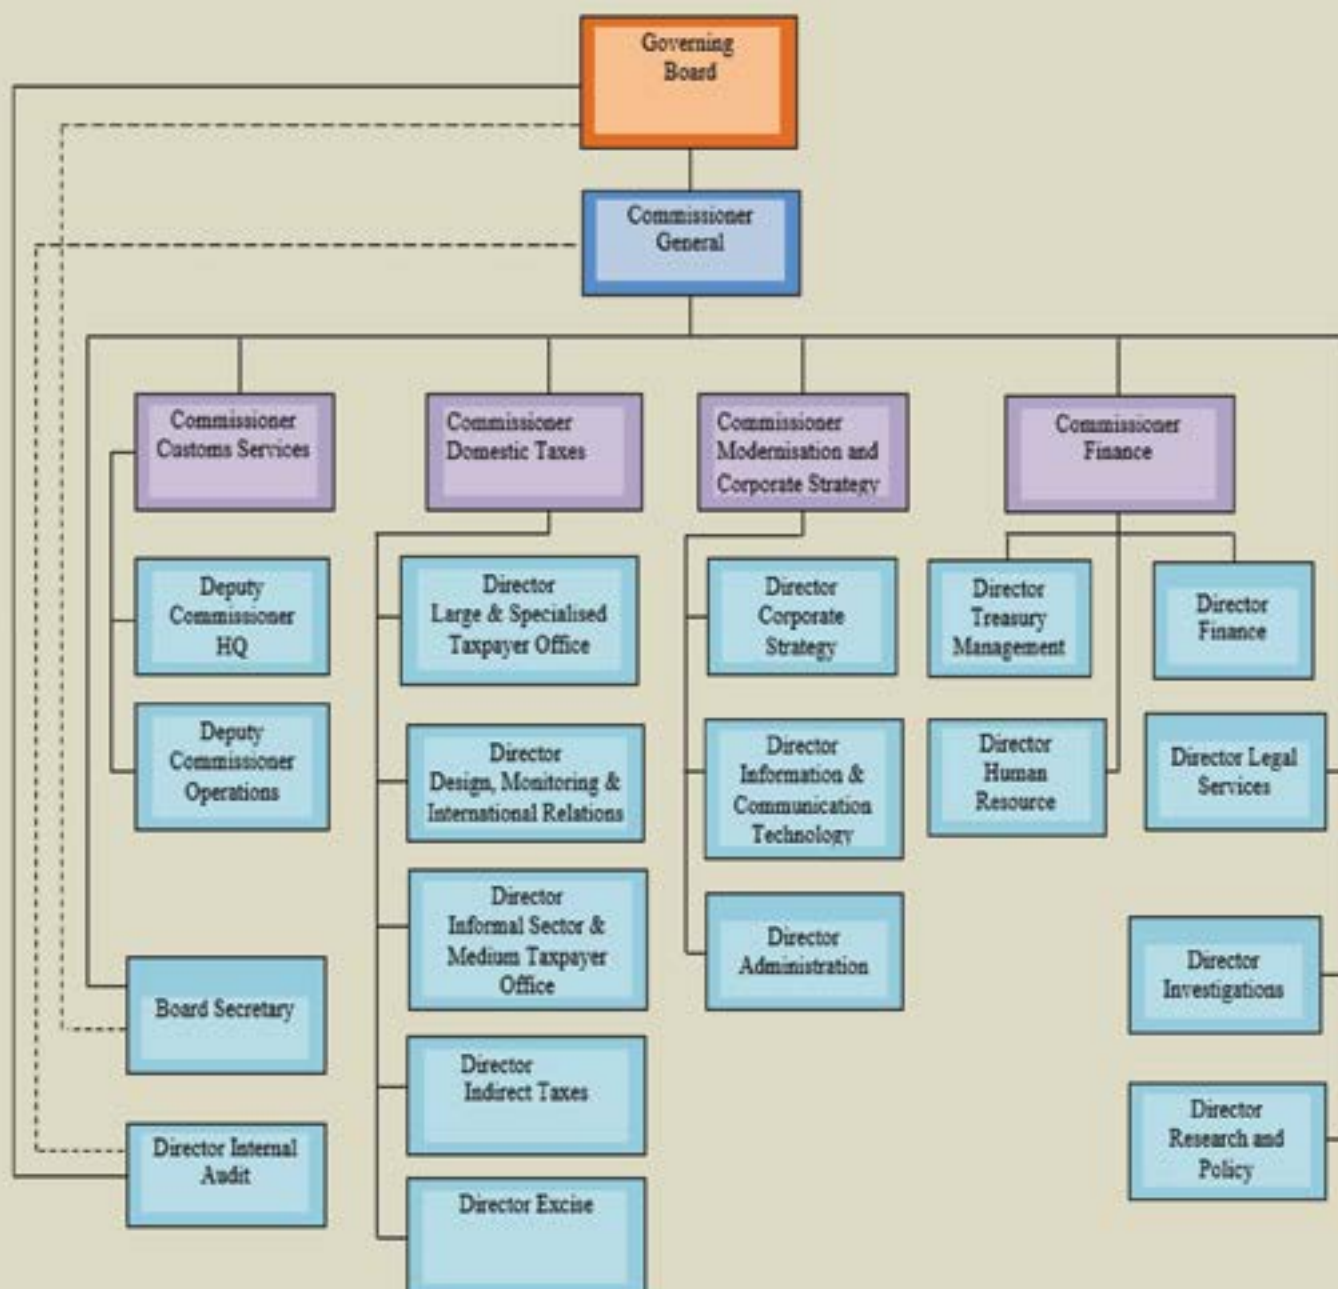 Governing
Board
Commissioner
General
Commissioner
Customs Services
Commissioner
Domestic Taxes
Commissioner
Modernisation and
Corporate Strategy
Commissioner
Finance
Deputy
Commissioner
HQ
Director
Large & Specialised
Taxpayer Office
Director
Corporate
Strategy
Director
Treasury
Management
Director
Finance
Deputy
Commissioner
Operations
Director
Design, Monitoring &
International Relations
Director
Information &
Communication
Technology
Director
Human
Resource
Director Legal
Services
Director
Informal Sector &
Medium Taxpayer
Office
Director
Administration
Director
Investigations
Board Secretary
Director
Indirect Taxes
Director
Research and
Policy
Director Internal
Audit
Director Excise